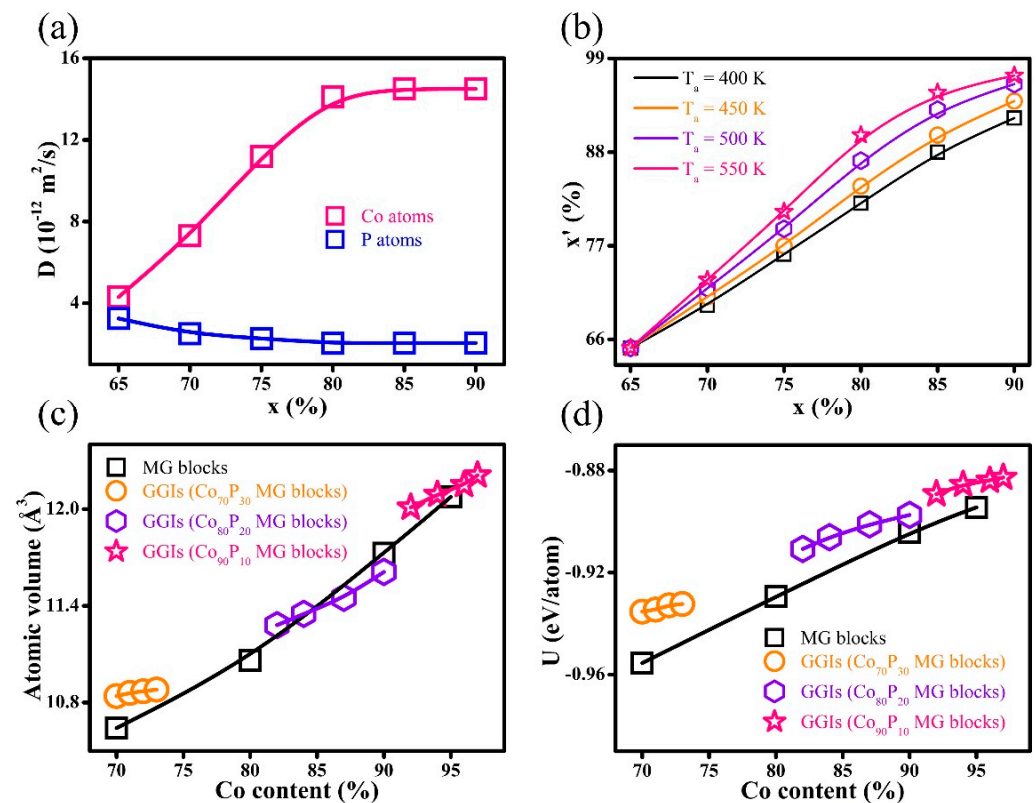 (a)
16
12
8
4
D (10⁻¹² m²/s)
Co atoms
P atoms
65 70 75 80 85 90
x (%)
(b)
99
88
77
66
x' (%)
Tₐ = 400 K
Tₐ = 450 K
Tₐ = 500 K
Tₐ = 550 K
65 70 75 80 85 90
x (%)
(c)
12.0
11.4
10.8
Atomic volume (Å³)
MG blocks
GGIs (Co₇₀P₃₀ MG blocks)
GGIs (Co₈₀P₂₀ MG blocks)
GGIs (Co₉₀P₁₀ MG blocks)
70 75 80 85 90 95
Co content (%)
(d)
-0.88
-0.92
-0.96
U (eV/atom)
MG blocks
GGIs (Co₇₀P₃₀ MG blocks)
GGIs (Co₈₀P₂₀ MG blocks)
GGIs (Co₉₀P₁₀ MG blocks)
70 75 80 85 90 95
Co content (%)